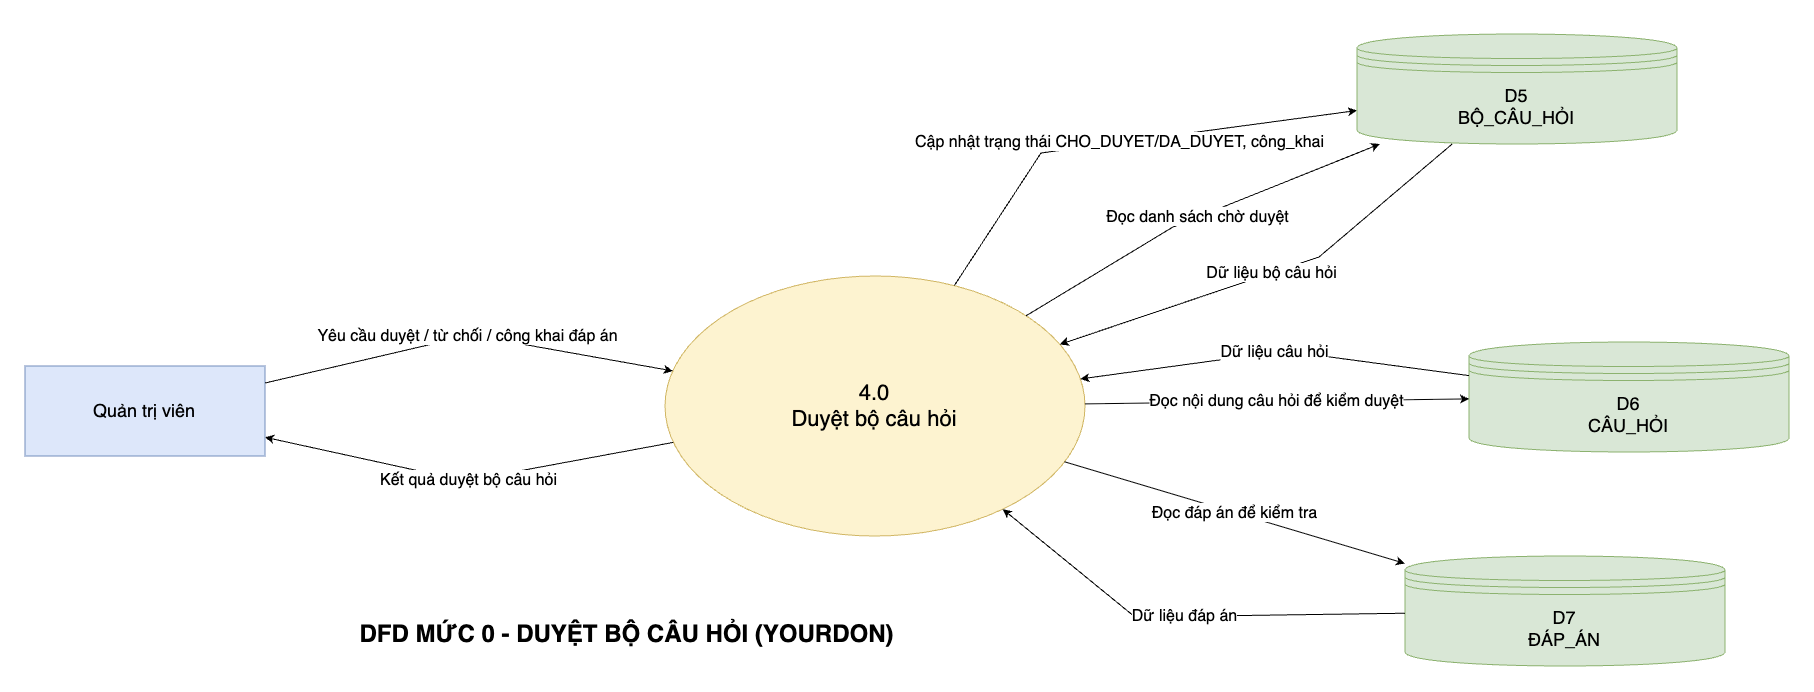 D5
BỘ_CÂU_HỎI
Cập nhật trạng thái CHO_DUYET/DA_DUYET, công_khai
Đọc danh sách chờ duyệt
Dữ liệu bộ câu hỏi
Yêu cầu duyệt / từ chối / công khai đáp án
Dữ liệu câu hỏi
4.0
Duyệt bộ câu hỏi
Đọc nội dung câu hỏi để kiểm duyệt
Quản trị viên
D6
CÂU_HỎI
Kết quả duyệt bộ câu hỏi
Đọc đáp án để kiểm tra
Dữ liệu đáp án
D7
ĐÁP_ÁN
DFD MỨC 0 - DUYỆT BỘ CÂU HỎI (YOURDON)